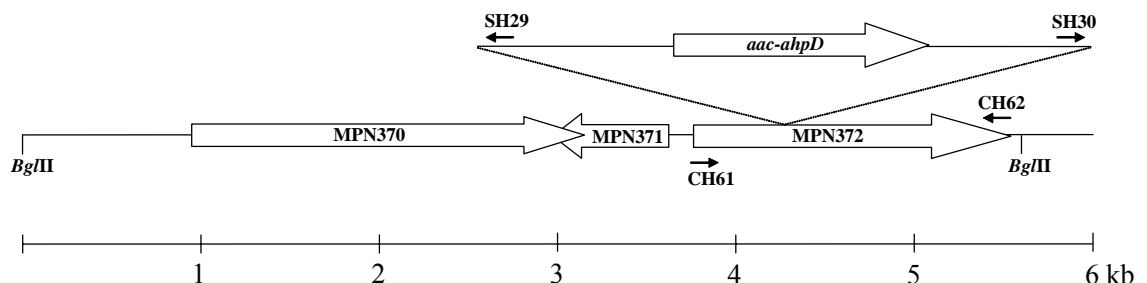 SH29 SH30
aac-ahpD
CH62
MPN370 MPN371 MPN372
BglII BglII
CH61
1 2 3 4 5 6 kb